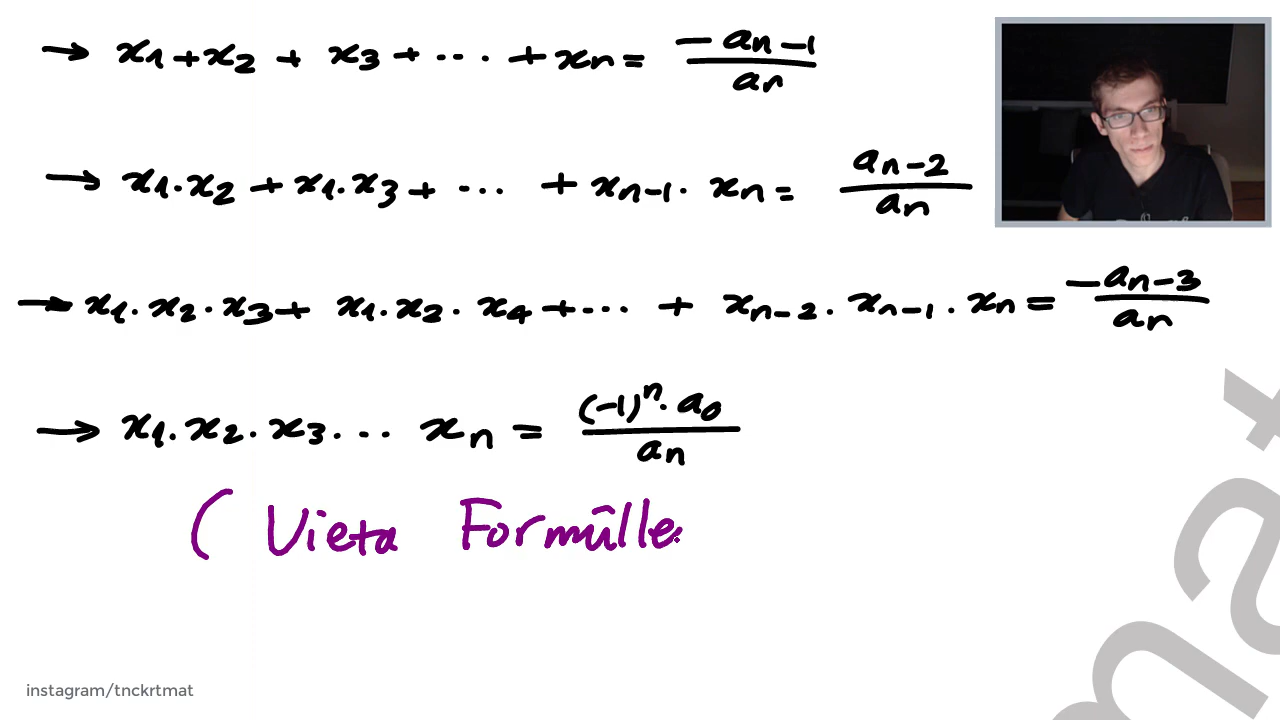 → x₁+x₂ + x₃ + ... + xₙ = -aₙ₋₁/aₙ
→ x₁.x₂ + x₁.x₃ + ... + xₙ₋₁. xₙ = aₙ₋₂/aₙ
→ x₁.x₂.x₃ + x₁.x₂.x₄ + ... + xₙ₋₂.xₙ₋₁.xₙ = -aₙ₋₃/aₙ
→ x₁.x₂.x₃. ... xₙ = (-1)ⁿ.a₀/aₙ
( Vieta Formülle
instagram/tnckrtmat
mat